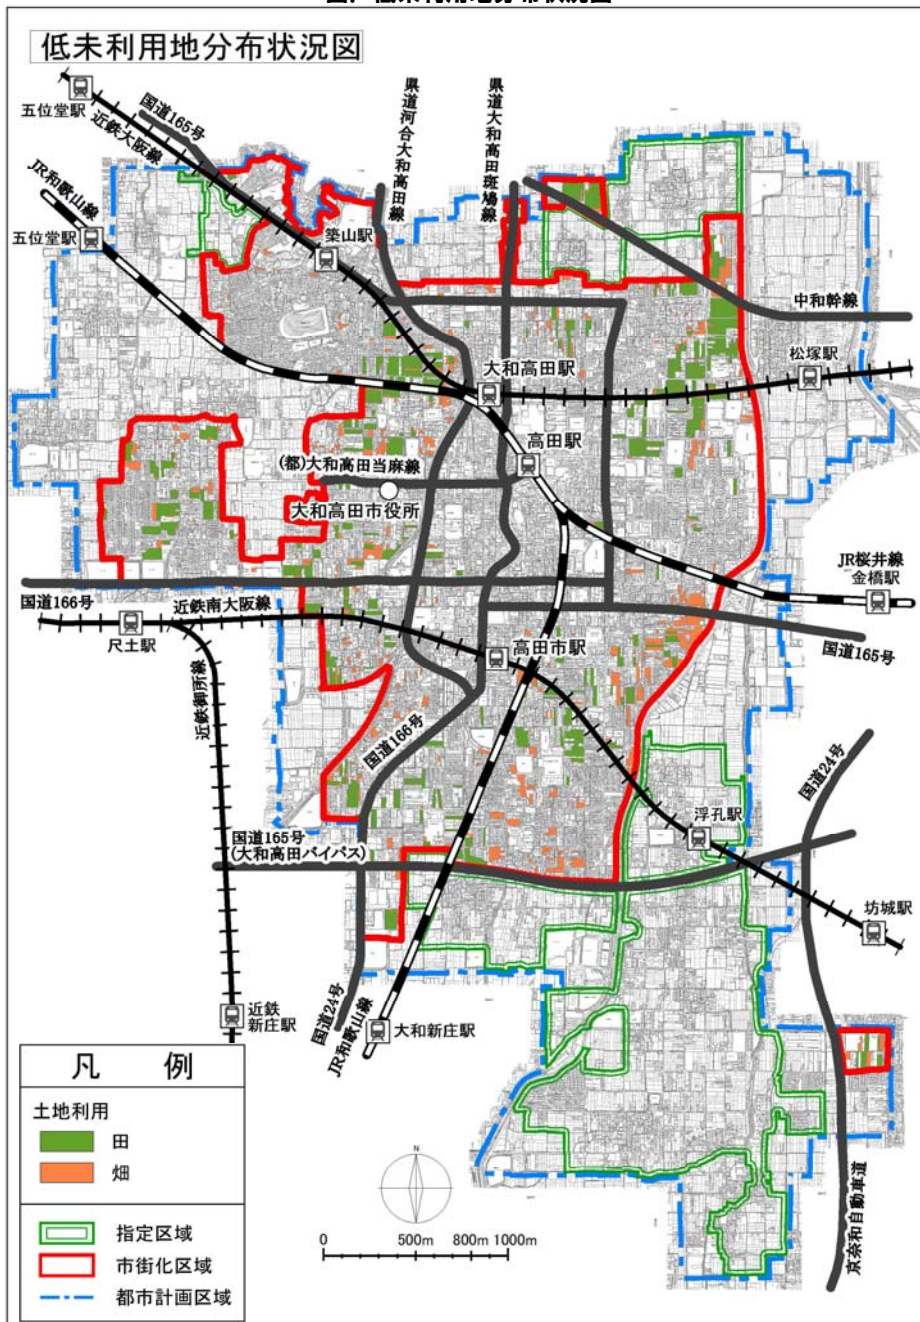 低未利用地分布状況図
五位堂駅
国道165号
近鉄大阪線
県道河合大和高田線
県道大和高田斑鳩線
JR和歌山線
五位堂駅
築山駅
中和幹線
松塚駅
大和高田駅
高田駅
(都)大和高田当麻線
大和高田市役所
JR桜井線
金橋駅
国道166号
近鉄南大阪線
尺土駅
高田市駅
国道165号
近鉄御所線
国道166号
国道24号
浮孔駅
国道165号
(大和高田バイパス)
坊城駅
近鉄
新庄駅
国道24号
JR和歌山線
大和新庄駅
京奈和自動車道
凡 例
土地利用
田
畑
指定区域
市街化区域
都市計画区域
N
0 500m 800m 1000m